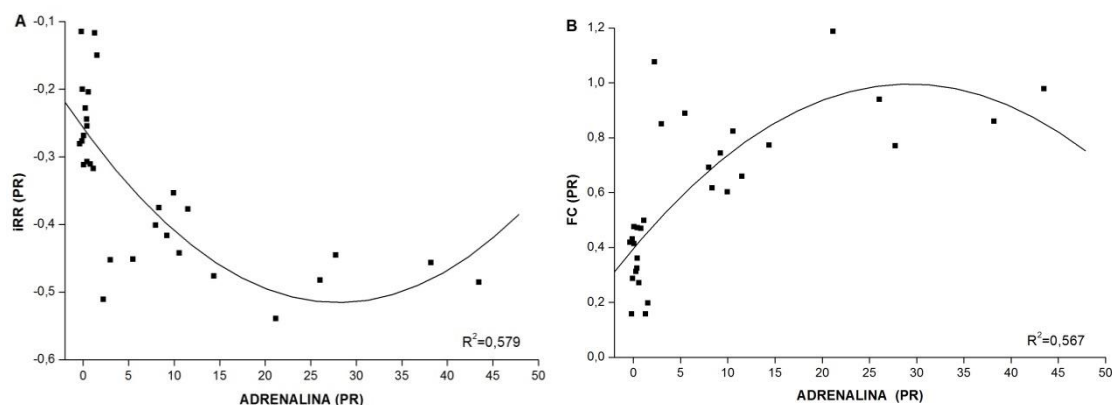 A
-0,1
-0,2
-0,3
-0,4
-0,5
-0,6
iRR (PR)
R²=0,579
0 5 10 15 20 25 30 35 40 45 50
ADRENALINA (PR)
B
1,2
1,0
0,8
0,6
0,4
0,2
0,0
FC (PR)
R²=0,567
0 5 10 15 20 25 30 35 40 45 50
ADRENALINA (PR)